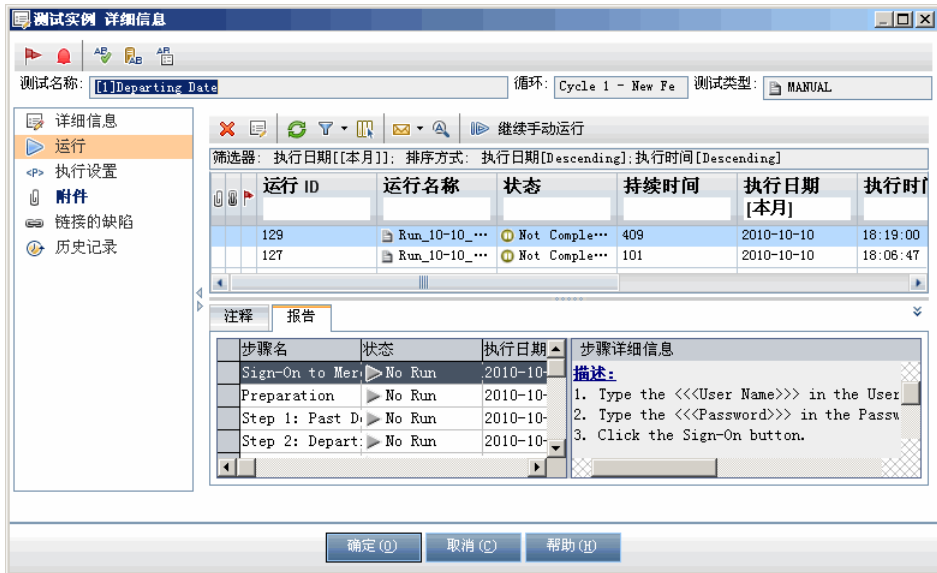 测试实例 详细信息
测试名称: [1]Departing Date 循环: Cycle 1 - New Fe 测试类型: MANUAL
详细信息
运行
<P> 执行设置
附件
链接的缺陷
历史记录
继续手动运行
筛选器: 执行日期[[本月]]; 排序方式: 执行日期[Descending];执行时间[Descending]
运行 ID 运行名称 状态 持续时间 执行日期 执行时间
[本月]
129 Run_10-10_... Not Comple... 409 2010-10-10 18:19:00
127 Run_10-10_... Not Comple... 101 2010-10-10 18:06:47
注释 报告
步骤名 状态 执行日期 步骤详细信息
Sign-On to Mer No Run 2010-10-
Preparation No Run 2010-10-
Step 1: Past D No Run 2010-10-
Step 2: Depart: No Run 2010-10-
描述:
1. Type the <<<User Name>>> in the User
2. Type the <<<Password>>> in the Passw
3. Click the Sign-On button.
确定(O) 取消(C) 帮助(H)